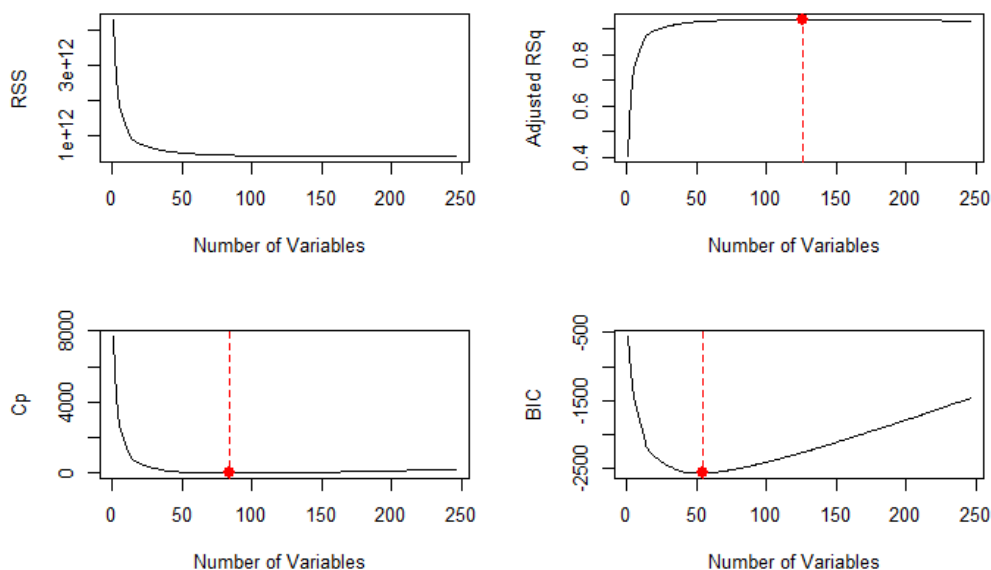 RSS
1e+12 3e+12
0 50 100 150 200 250
Number of Variables
Adjusted RSq
0.4 0.6 0.8
0 50 100 150 200 250
Number of Variables
Cp
0 4000 8000
0 50 100 150 200 250
Number of Variables
BIC
-2500 -1500 -500
0 50 100 150 200 250
Number of Variables